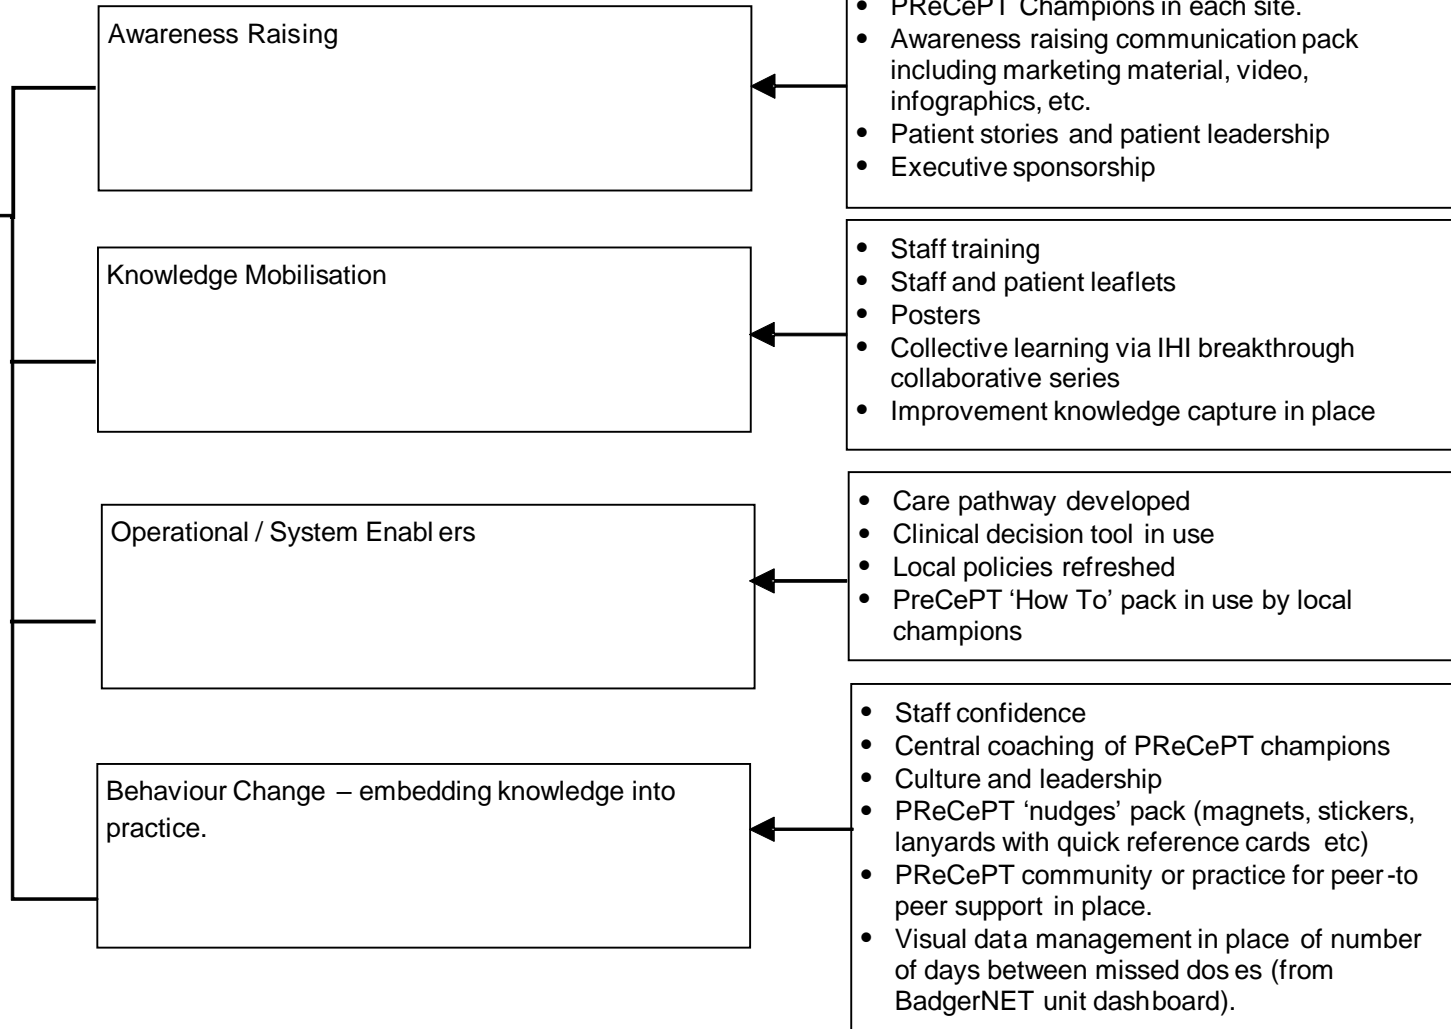 Awareness Raising
• PReCePT Champions in each site.
• Awareness raising communication pack
including marketing material, video,
infographics, etc.
• Patient stories and patient leadership
• Executive sponsorship
Knowledge Mobilisation
• Staff training
• Staff and patient leaflets
• Posters
• Collective learning via IHI breakthrough
collaborative series
• Improvement knowledge capture in place
Operational / System Enabl ers
• Care pathway developed
• Clinical decision tool in use
• Local policies refreshed
• PreCePT ‘How To’ pack in use by local
champions
Behaviour Change – embedding knowledge into
practice.
• Staff confidence
• Central coaching of PReCePT champions
• Culture and leadership
• PReCePT ‘nudges’ pack (magnets, stickers,
lanyards with quick reference cards etc)
• PReCePT community or practice for peer-to
peer support in place.
• Visual data management in place of number
of days between missed dos es (from
BadgerNET unit dashboard).